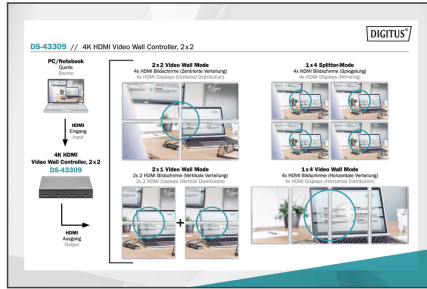 DIGITUS®
DS-43309 // 4K HDMI Video Wall Controller, 2x2
PC/Notebook
Quelle
Source
HDMI
Eingang
Input
4K HDMI
Video Wall Controller, 2x2
DS-43309
HDMI
Ausgang
Output
2x2 Video Wall Mode
4x HDMI Bildschirme (Zentrierte Verteilung)
4x HDMI Displays (Centered Distribution)
1x4 Splitter-Mode
4x HDMI Bildschirme (Spiegelung)
4x HDMI Displays (Mirroring)
2x1 Video Wall Mode
2x 2 HDMI Bildschirme (Vertikale Verteilung)
2x 2 HDMI Displays (Vertical Distribution)
+
1x4 Video Wall Mode
4x HDMI Bildschirme (Horizontale Verteilung)
4x HDMI Displays (Horizontal Distribution)